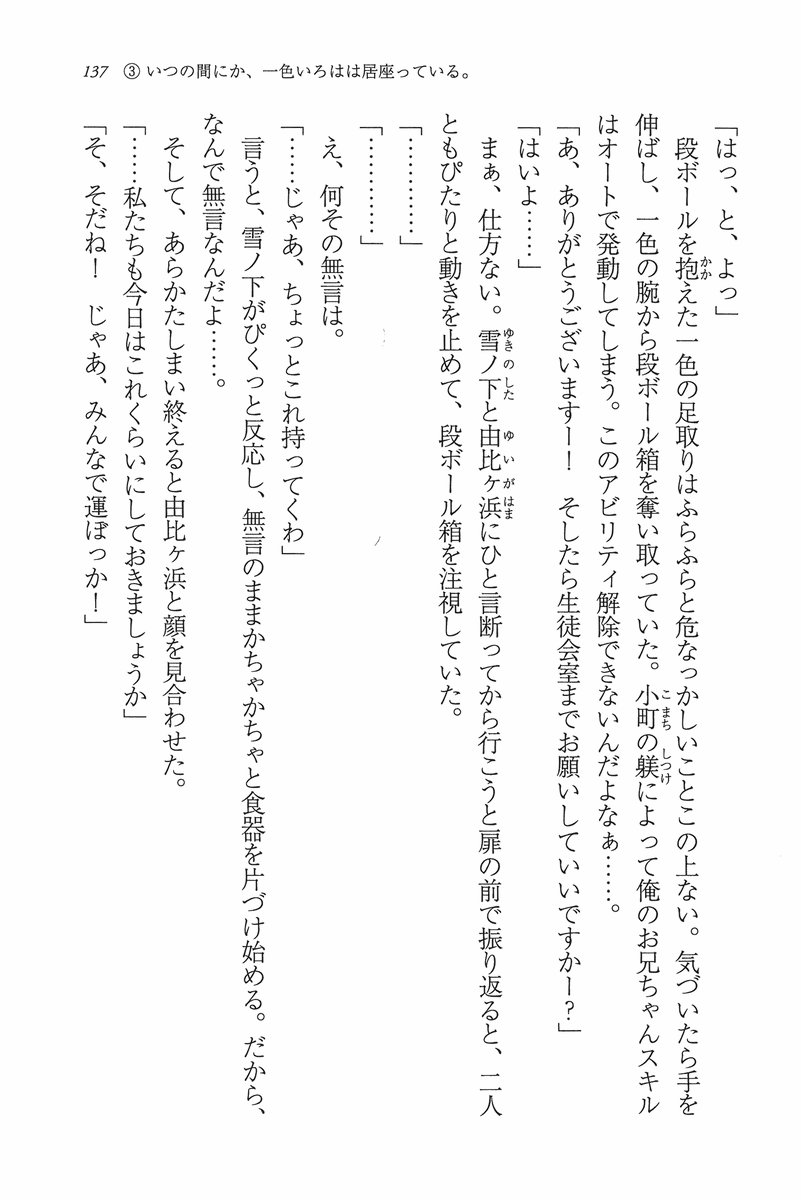 137　③いつの間にか、一色いろはは居座っている。
「はっ、と、よっ」
　段ボールを抱えた一色の足取りはふらふらと危なっかしいことこの上ない。気づいたら手を
伸ばし、一色の腕から段ボール箱を奪い取っていた。小町の躾によって俺のお兄ちゃんスキル
はオートで発動してしまう。このアビリティ解除できないんだよなぁ……。
「あ、ありがとうございますー！　そしたら生徒会室までお願いしていいですかー？」
「はいよ……」
　まぁ、仕方ない。雪ノ下と由比ヶ浜にひと言断ってから行こうと扉の前で振り返ると、二人
ともぴたりと動きを止めて、段ボール箱を注視していた。
「…………」
「…………」
　え、何その無言は。
「……じゃあ、ちょっとこれ持ってくわ」
　言うと、雪ノ下がぴくっと反応し、無言のままかちゃかちゃと食器を片づけ始める。だから、
なんで無言なんだよ……。
　そして、あらかたしまい終えると由比ヶ浜と顔を見合わせた。
「……私たちも今日はこれくらいにしておきましょうか」
「そ、そだね！　じゃあ、みんなで運ぼっか！」